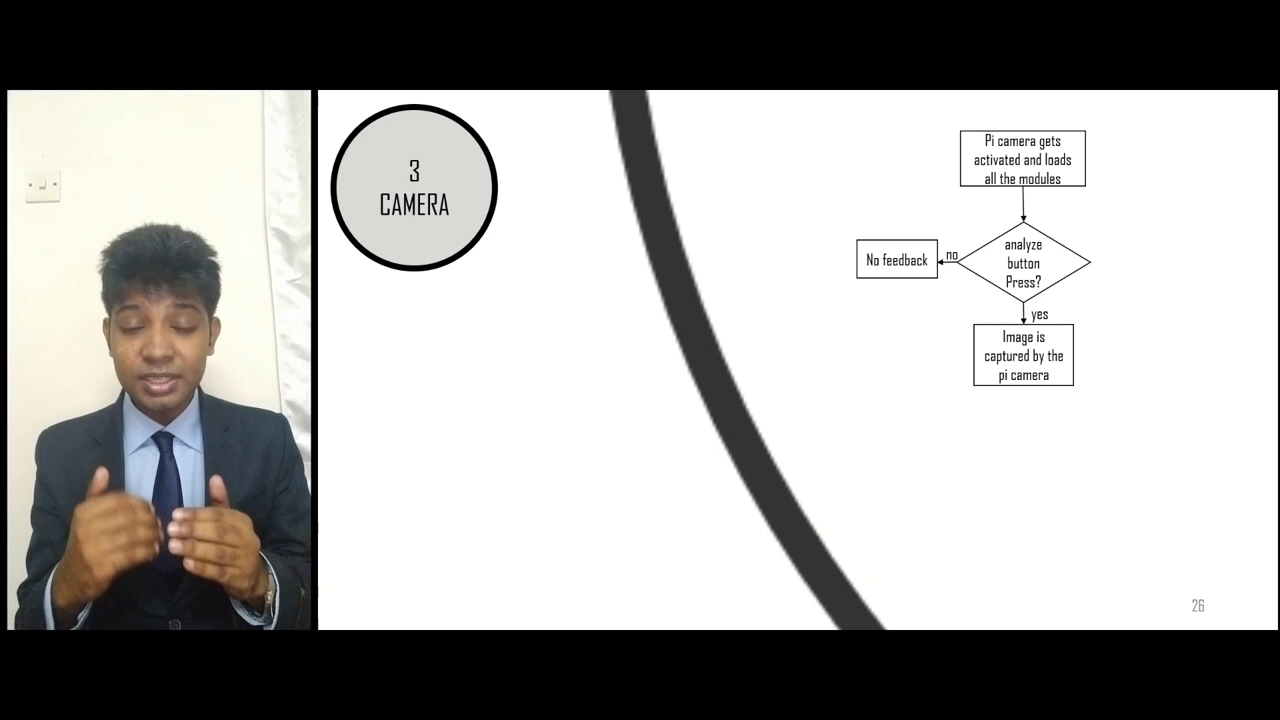 3
CAMERA
Pi camera gets
activated and loads
all the modules
analyze
button
Press?
no
No feedback
yes
Image is
captured by the
pi camera
26